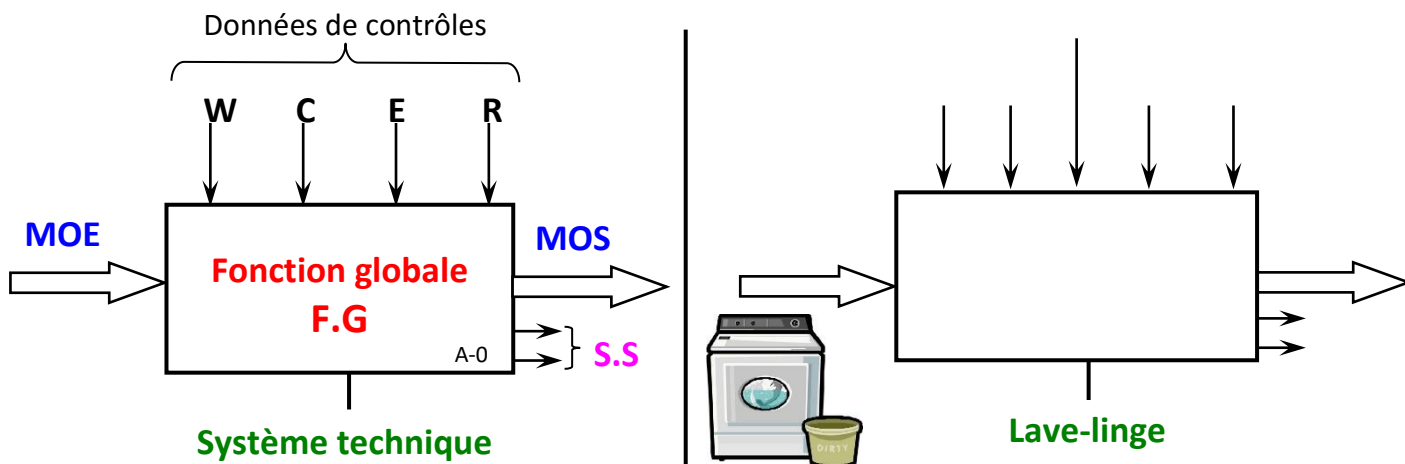 Données de contrôles
W C E R
MOE
Fonction globale
F.G
A-0
MOS
S.S
Système technique
DIRTY
Lave-linge